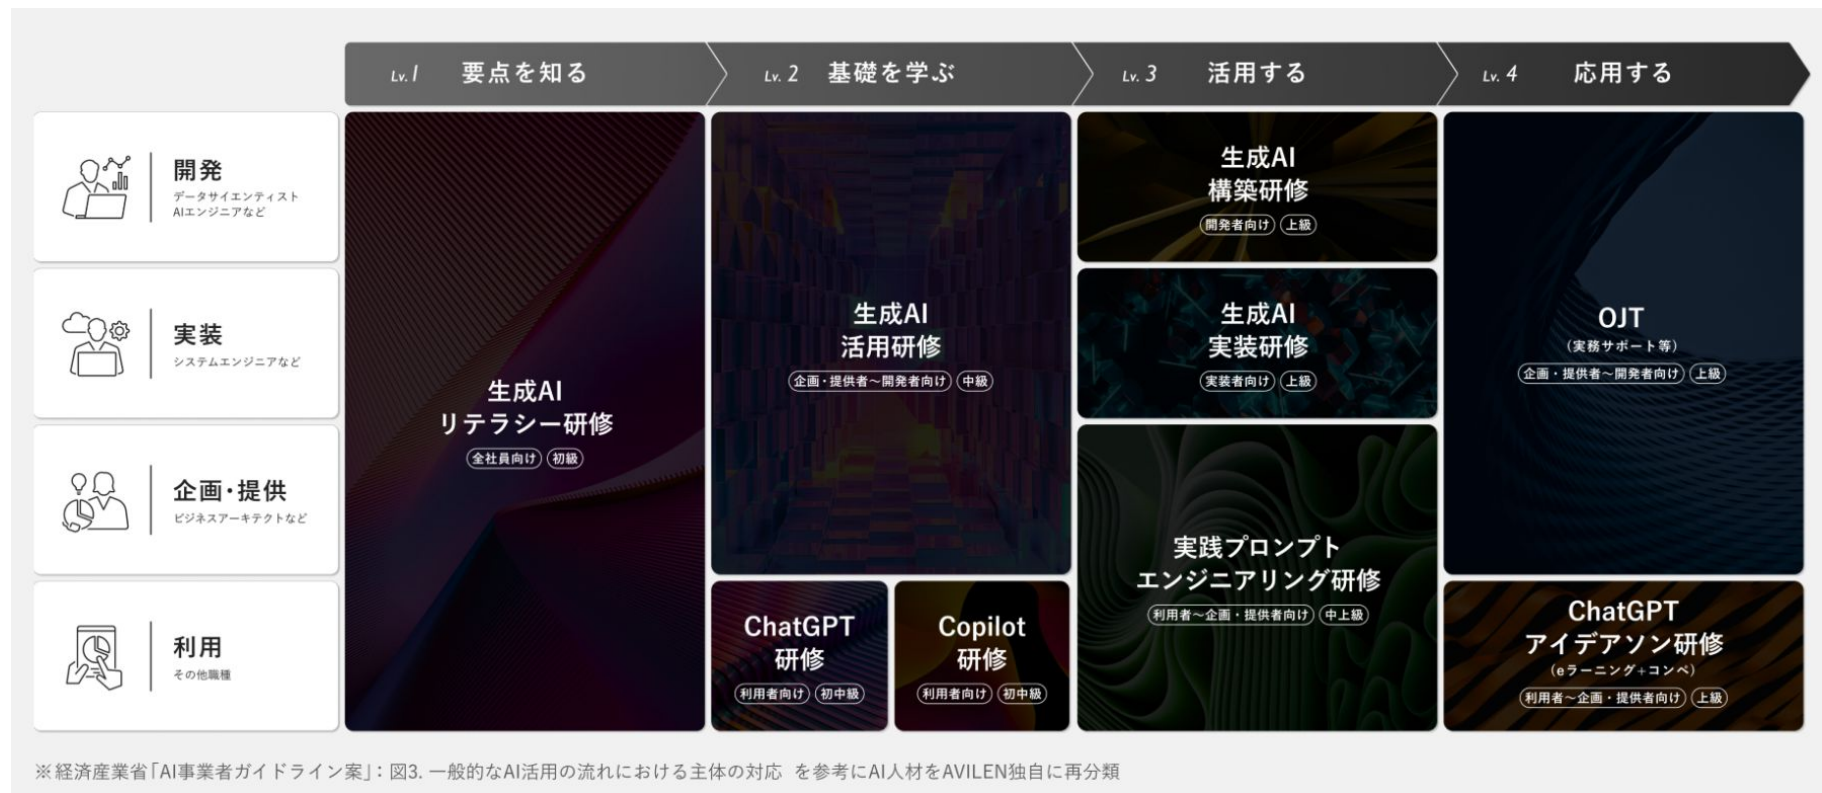 Lv. 1 要点を知る
Lv. 2 基礎を学ぶ
Lv. 3 活用する
Lv. 4 応用する
開発
データサイエンティスト
AIエンジニアなど
実装
システムエンジニアなど
企画・提供
ビジネスアーキテクトなど
利用
その他職種
生成AI
リテラシー研修
全社員向け 初級
生成AI
活用研修
企画・提供者〜開発者向け 中級
ChatGPT
研修
利用者向け 初中級
Copilot
研修
利用者向け 初中級
生成AI
構築研修
開発者向け 上級
生成AI
実装研修
実装者向け 上級
実践プロンプト
エンジニアリング研修
利用者〜企画・提供者向け 中上級
OJT
(実務サポート等)
企画・提供者〜開発者向け 上級
ChatGPT
アイデアソン研修
(eラーニング+コンペ)
利用者〜企画・提供者向け 上級
※経済産業省「AI事業者ガイドライン案」：図3. 一般的なAI活用の流れにおける主体の対応 を参考にAI人材をAVILEN独自に再分類